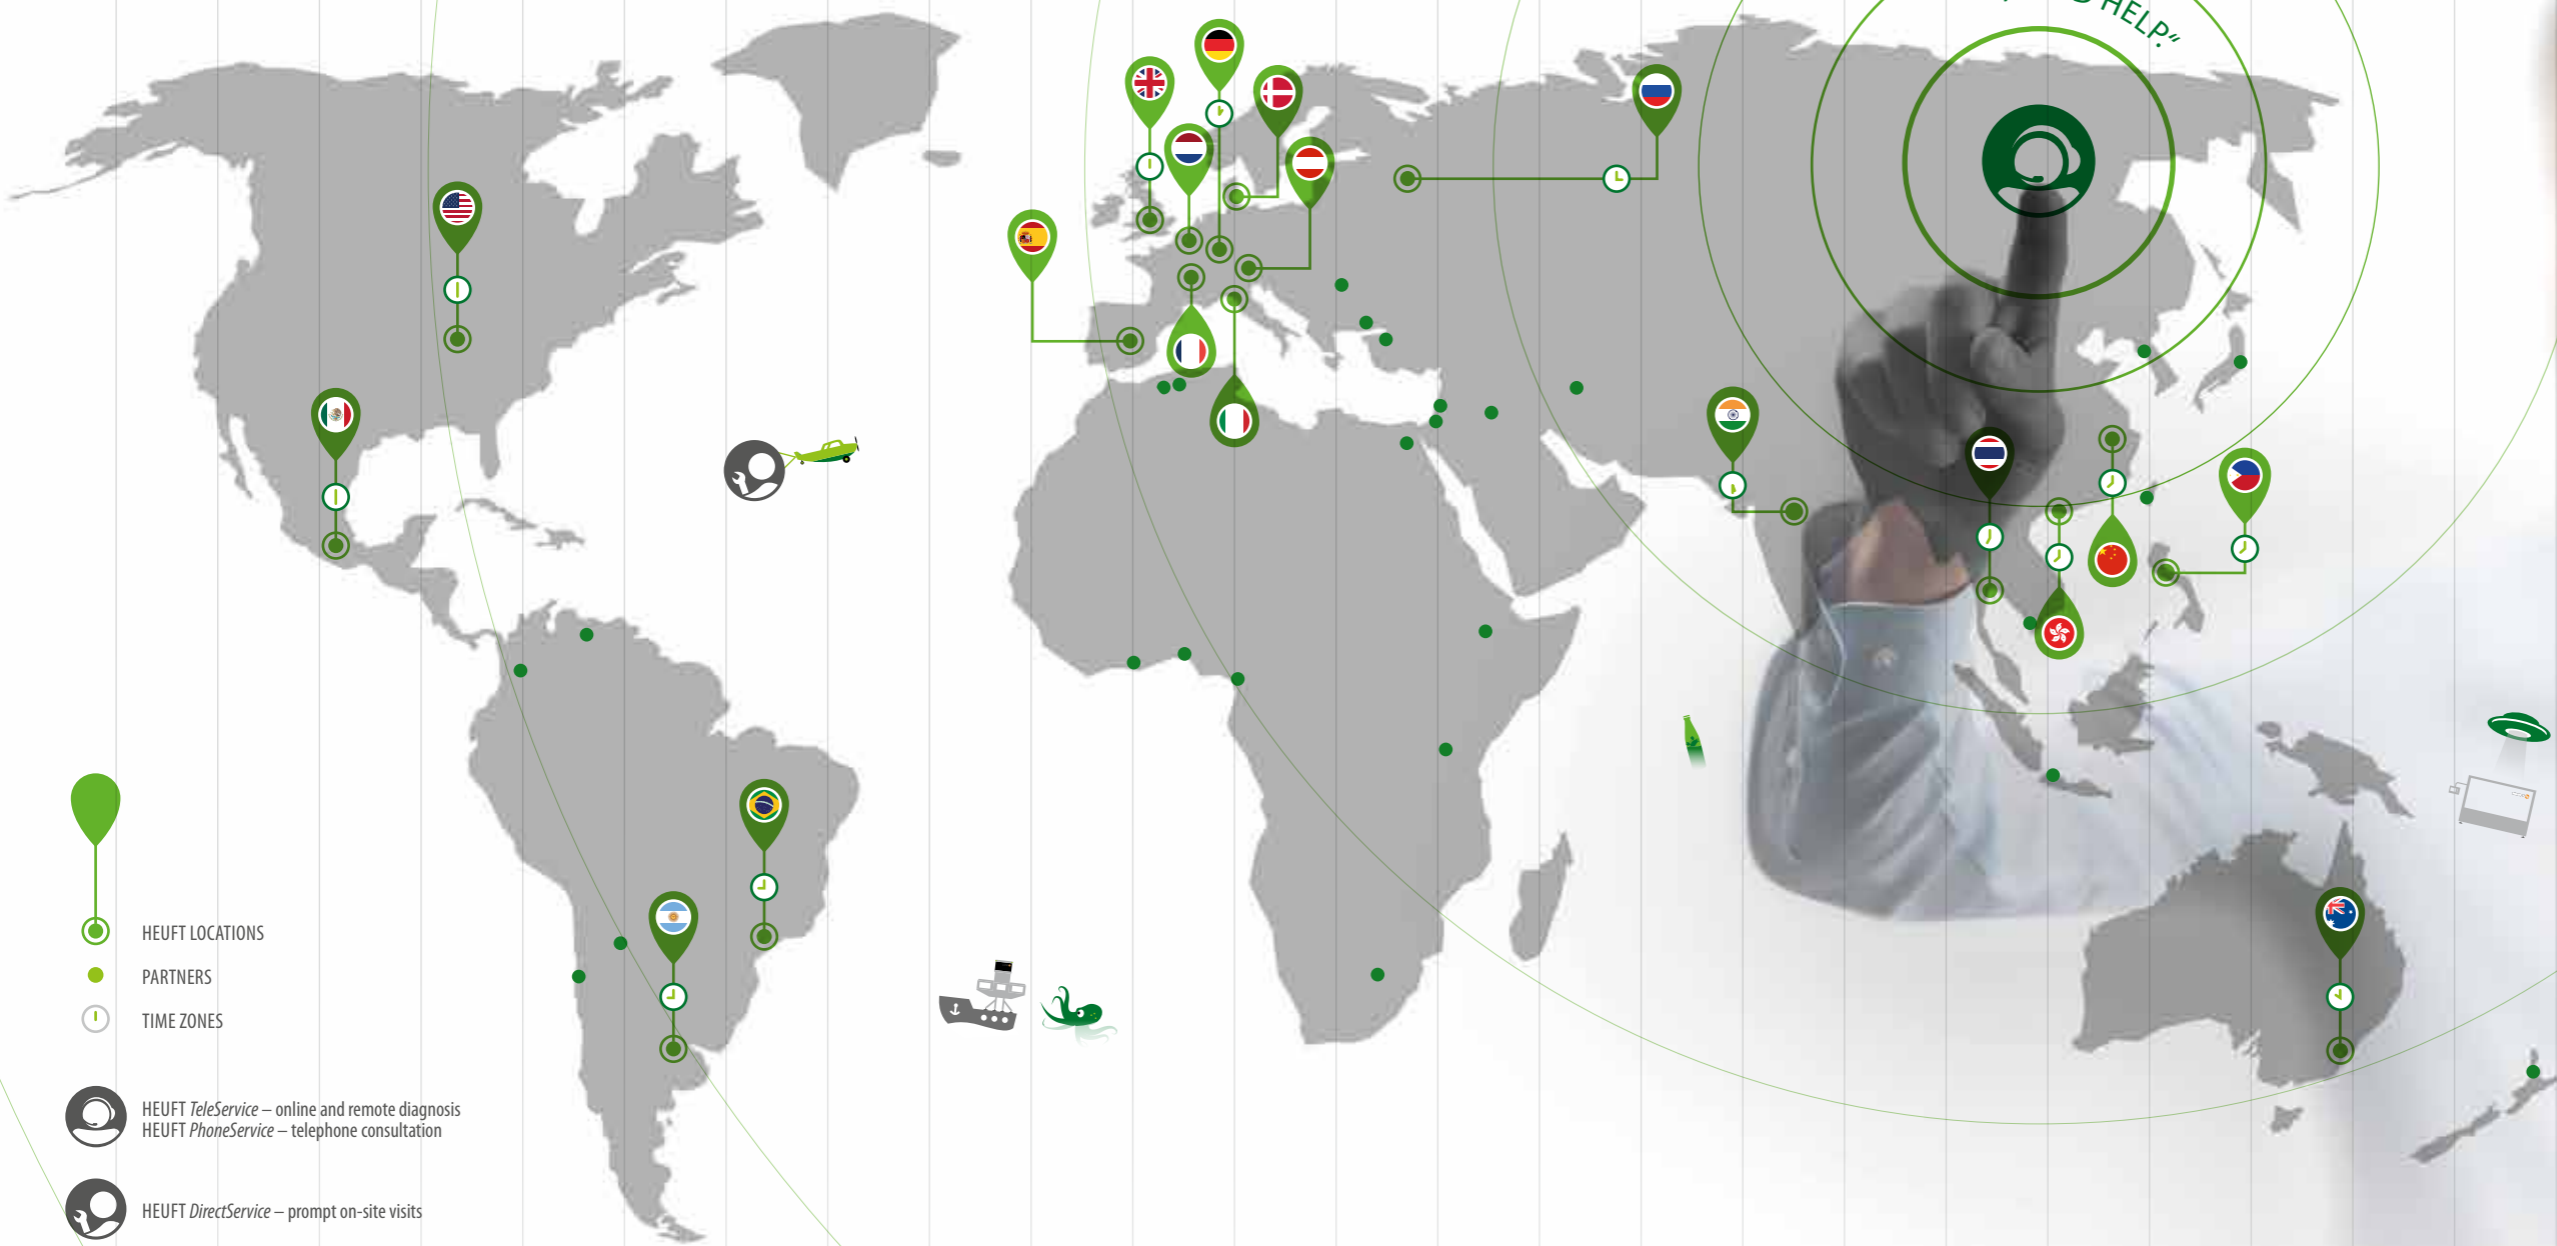 HELP."
HEUFT LOCATIONS
PARTNERS
TIME ZONES
HEUFT TeleService – online and remote diagnosis
HEUFT PhoneService – telephone consultation
HEUFT DirectService – prompt on-site visits